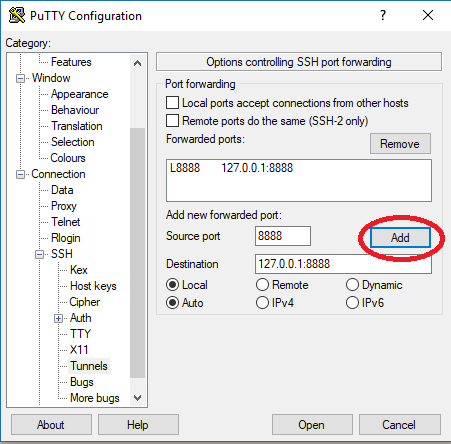 PuTTY Configuration
Category:
Features
Window
Appearance
Behaviour
Translation
Selection
Colours
Connection
Data
Proxy
Telnet
Rlogin
SSH
Kex
Host keys
Cipher
Auth
TTY
X11
Tunnels
Bugs
More bugs
Options controlling SSH port forwarding
Port forwarding
Local ports accept connections from other hosts
Remote ports do the same (SSH-2 only)
Forwarded ports:
Remove
L8888 127.0.0.1:8888
Add new forwarded port:
Source port 8888 Add
Destination 127.0.0.1:8888
Local Remote Dynamic
Auto IPv4 IPv6
About Help Open Cancel